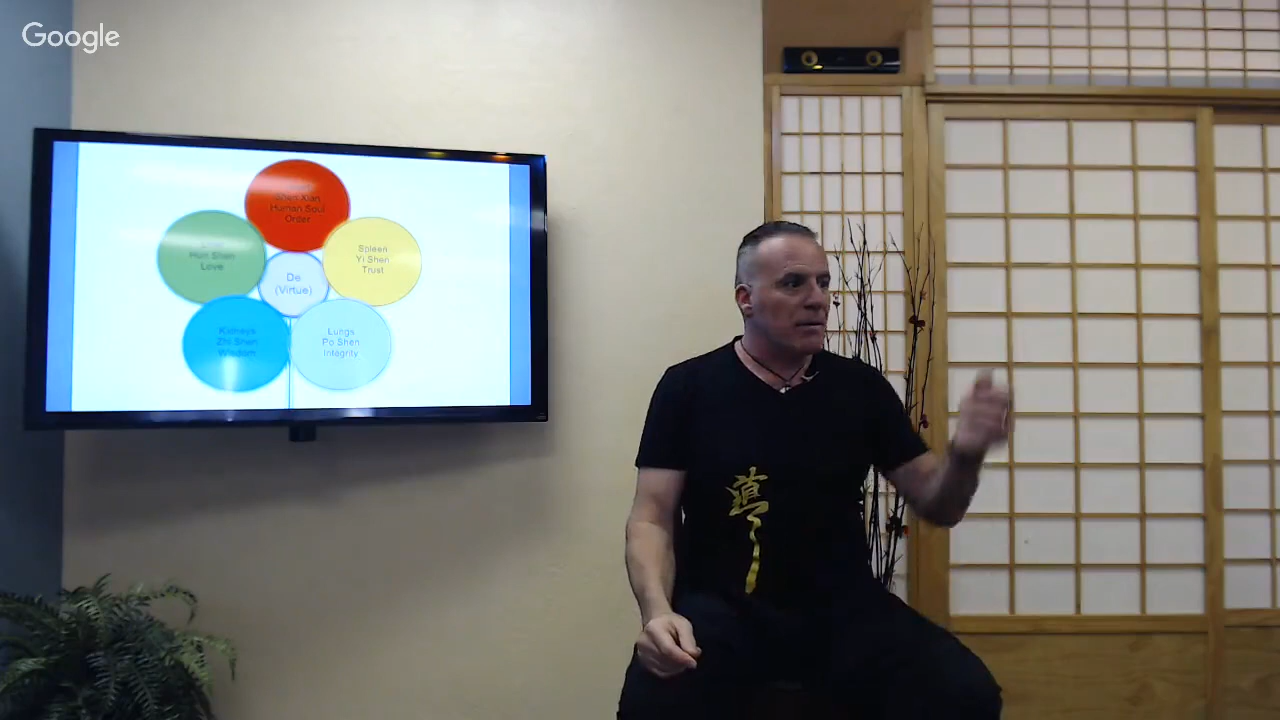 Google
Shen Xian
Human Soul
Order
Hun Shen
Love
Spleen
Yi Shen
Trust
De
(Virtue)
Kidneys
Zhi Shen
Wisdom
Lungs
Po Shen
Integrity